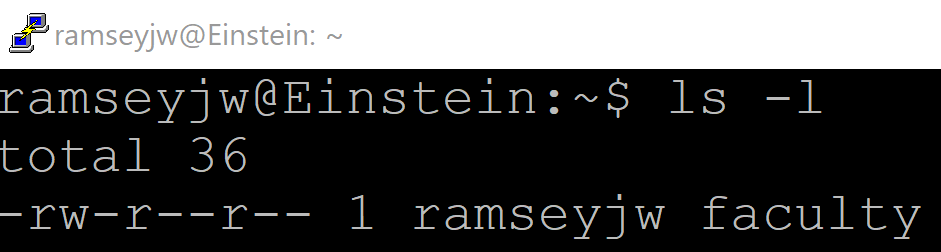 ramseyjw@Einstein: ~
ramseyjw@Einstein:~$ ls -l
total 36
-rw-r--r-- 1 ramseyjw faculty